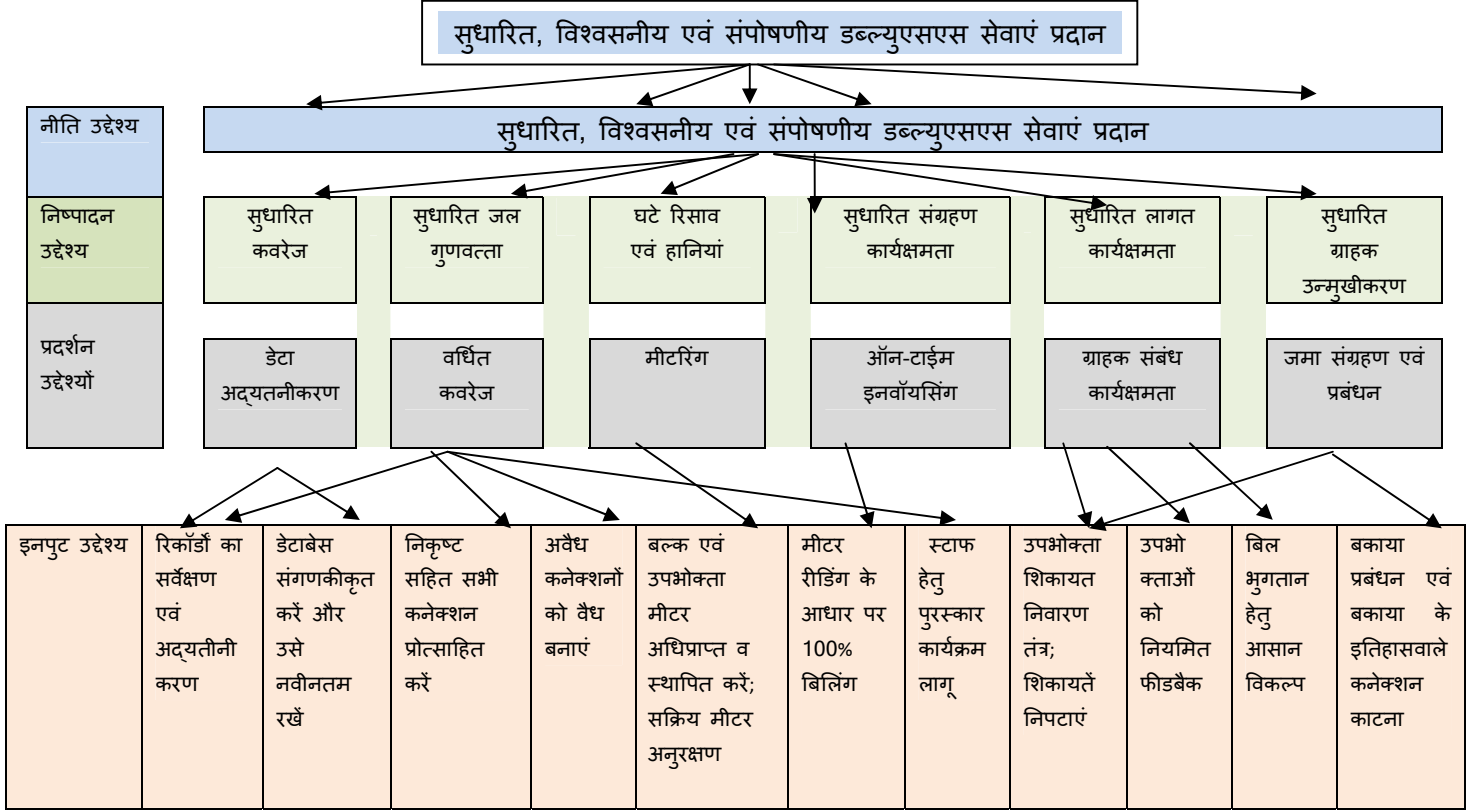 सुधारित, विश्वसनीय एवं संपोषणीय डब्ल्युएसएस सेवाएं प्रदान
नीति उद्देश्य
सुधारित, विश्वसनीय एवं संपोषणीय डब्ल्युएसएस सेवाएं प्रदान
निष्पादन
उद्देश्य
सुधारित
कवरेज
सुधारित जल
गुणवत्ता
घटे रिसाव
एवं हानियां
सुधारित संग्रहण
कार्यक्षमता
सुधारित लागत
कार्यक्षमता
सुधारित
ग्राहक
उन्मुखीकरण
प्रदर्शन
उद्देश्यों
डेटा
अद्यतनीकरण
वर्धित
कवरेज
मीटरिंग
ऑन-टाईम
इनवॉयसिंग
ग्राहक संबंध
कार्यक्षमता
जमा संग्रहण एवं
प्रबंधन
इनपुट उद्देश्य
रिकॉर्डों का
सर्वेक्षण
एवं
अद्यतीनी
करण
डेटाबेस
संगणकीकृत
करें और
उसे
नवीनतम
रखें
निकृष्ट
सहित सभी
कनेक्शन
प्रोत्साहित
करें
अवैध
कनेक्शनों
को वैध
बनाएं
बल्क एवं
उपभोक्ता
मीटर
अधिप्राप्त व
स्थापित करें;
सक्रिय मीटर
अनुरक्षण
मीटर
रीडिंग के
आधार पर
100%
बिलिंग
स्टाफ
हेतु
पुरस्कार
कार्यक्रम
लागू
उपभोक्ता
शिकायत
निवारण
तंत्र;
शिकायतें
निपटाएं
उपभो
क्ताओं
को
नियमित
फीडबैक
बिल
भुगतान
हेतु
आसान
विकल्प
बकाया
प्रबंधन एवं
बकाया के
इतिहासवाले
कनेक्शन
काटना